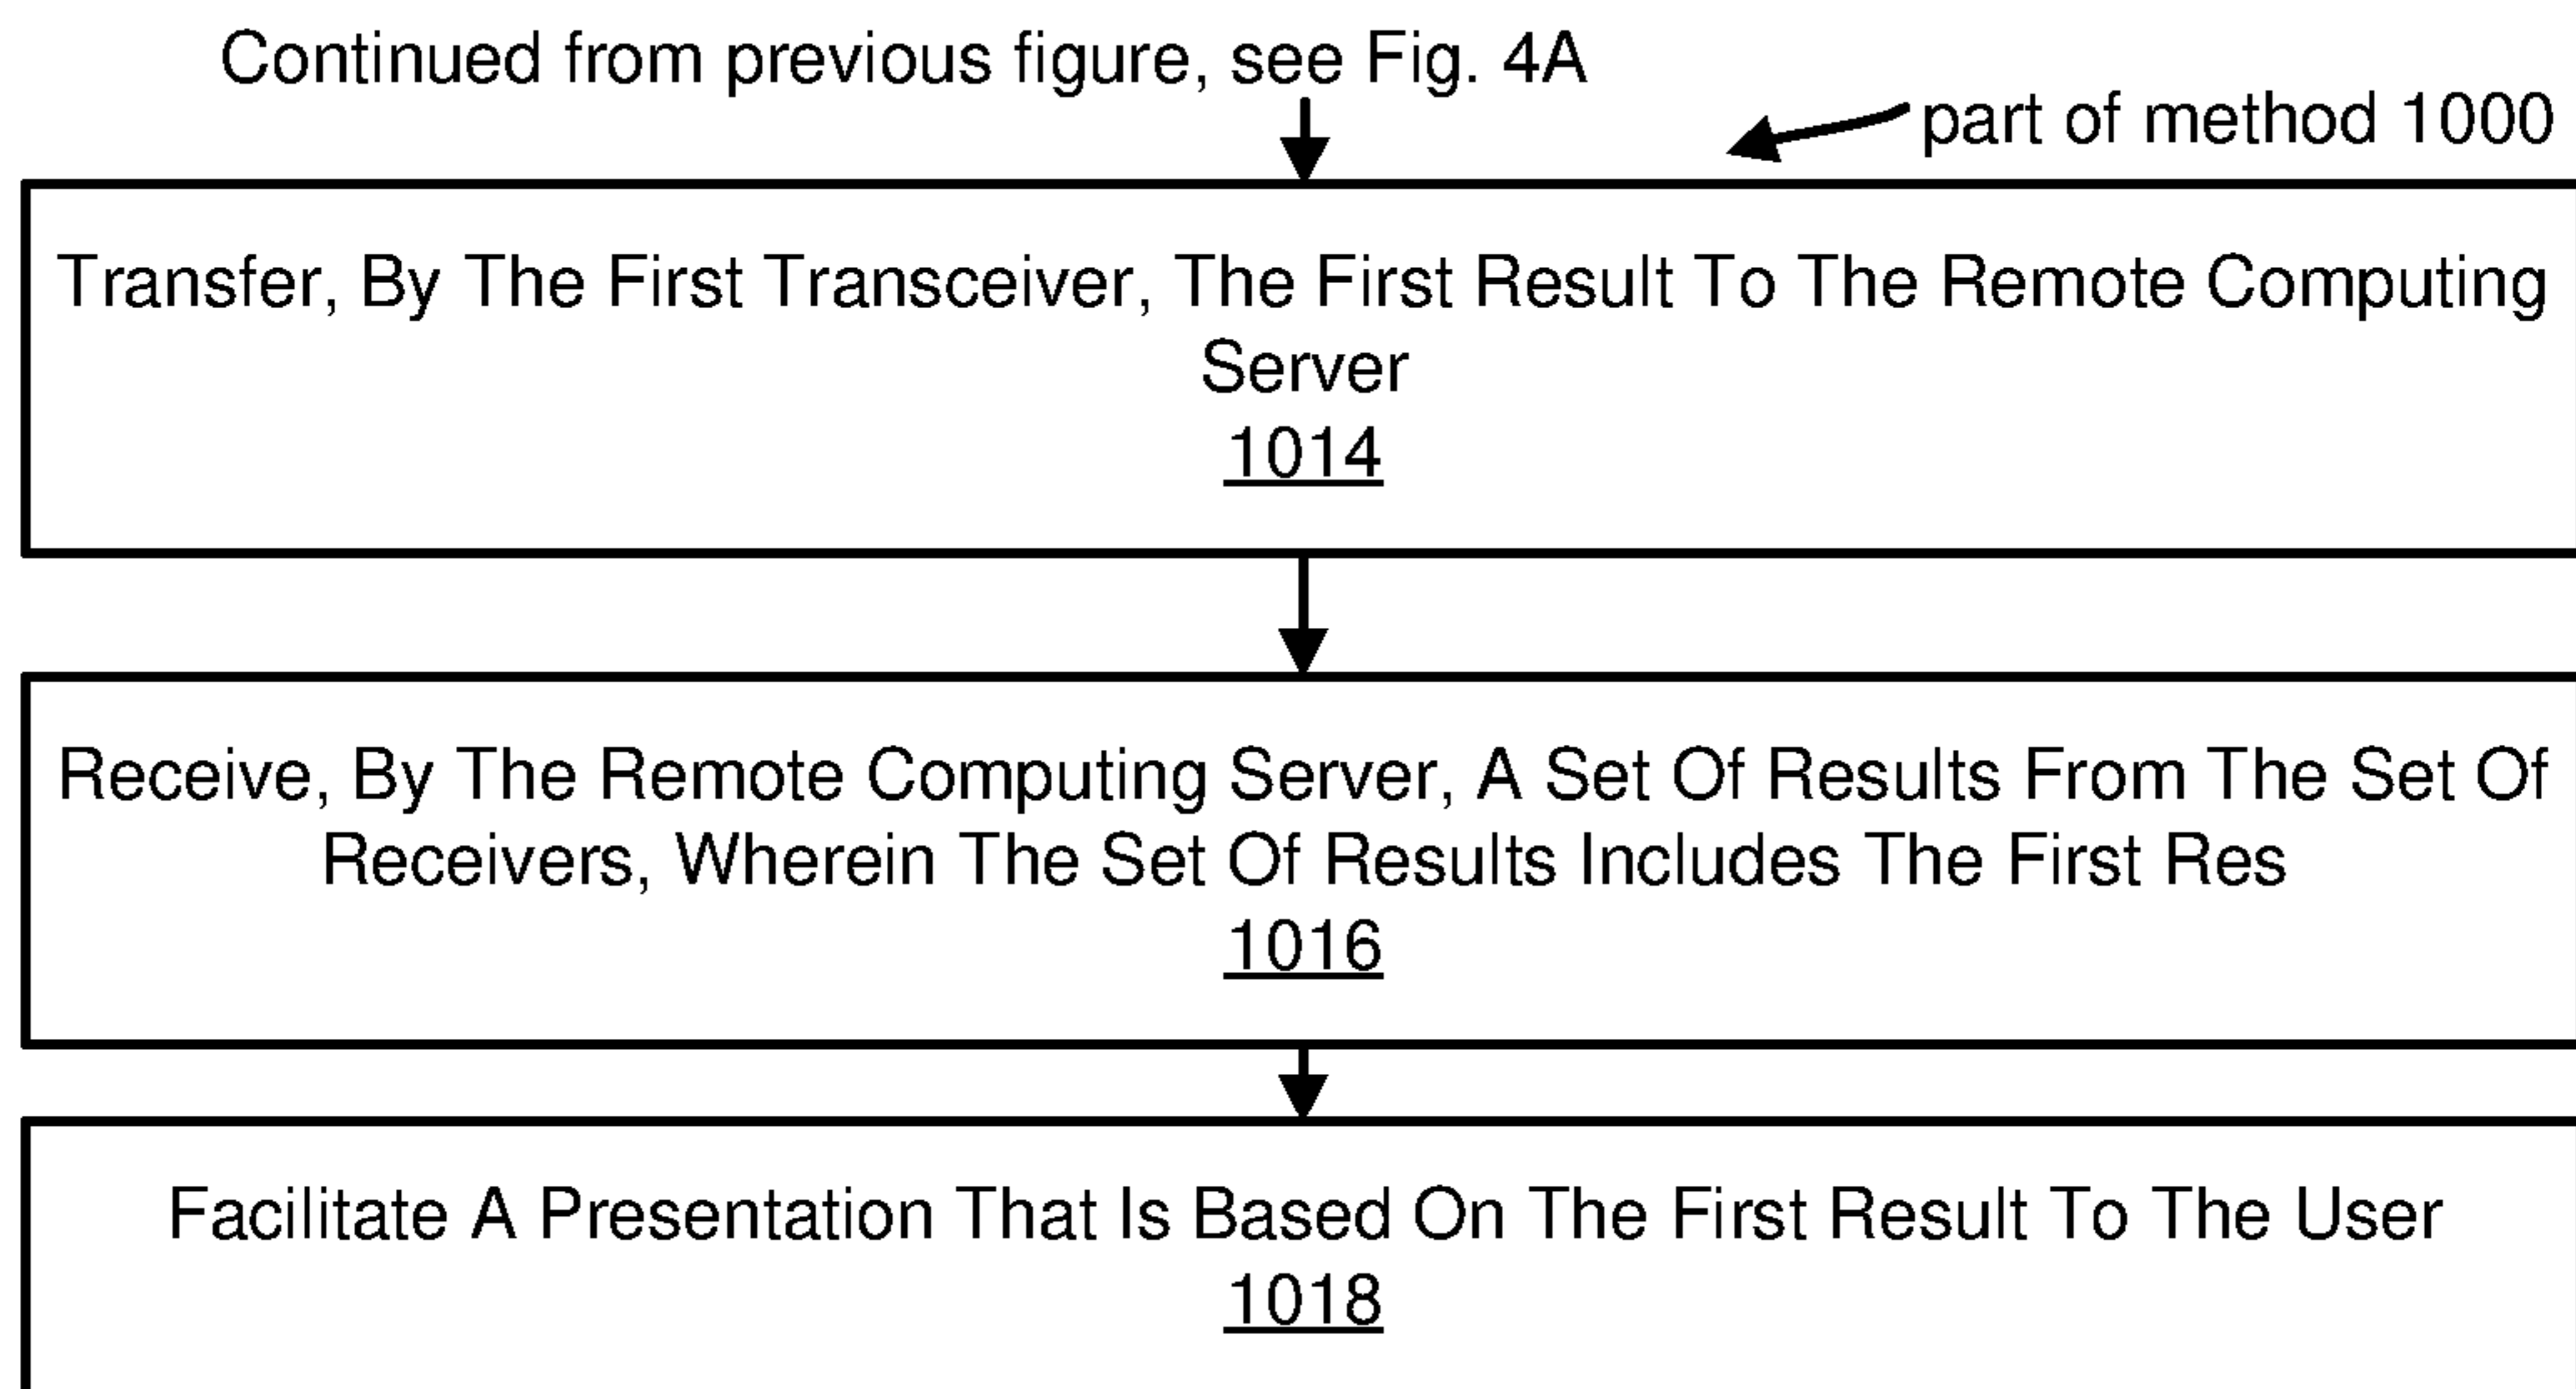 Continued from previous figure, see Fig. 4A
part of method 1000
Transfer, By The First Transceiver, The First Result To The Remote Computing
Server
1014
Receive, By The Remote Computing Server, A Set Of Results From The Set Of
Receivers, Wherein The Set Of Results Includes The First Res
1016
Facilitate A Presentation That Is Based On The First Result To The User
1018